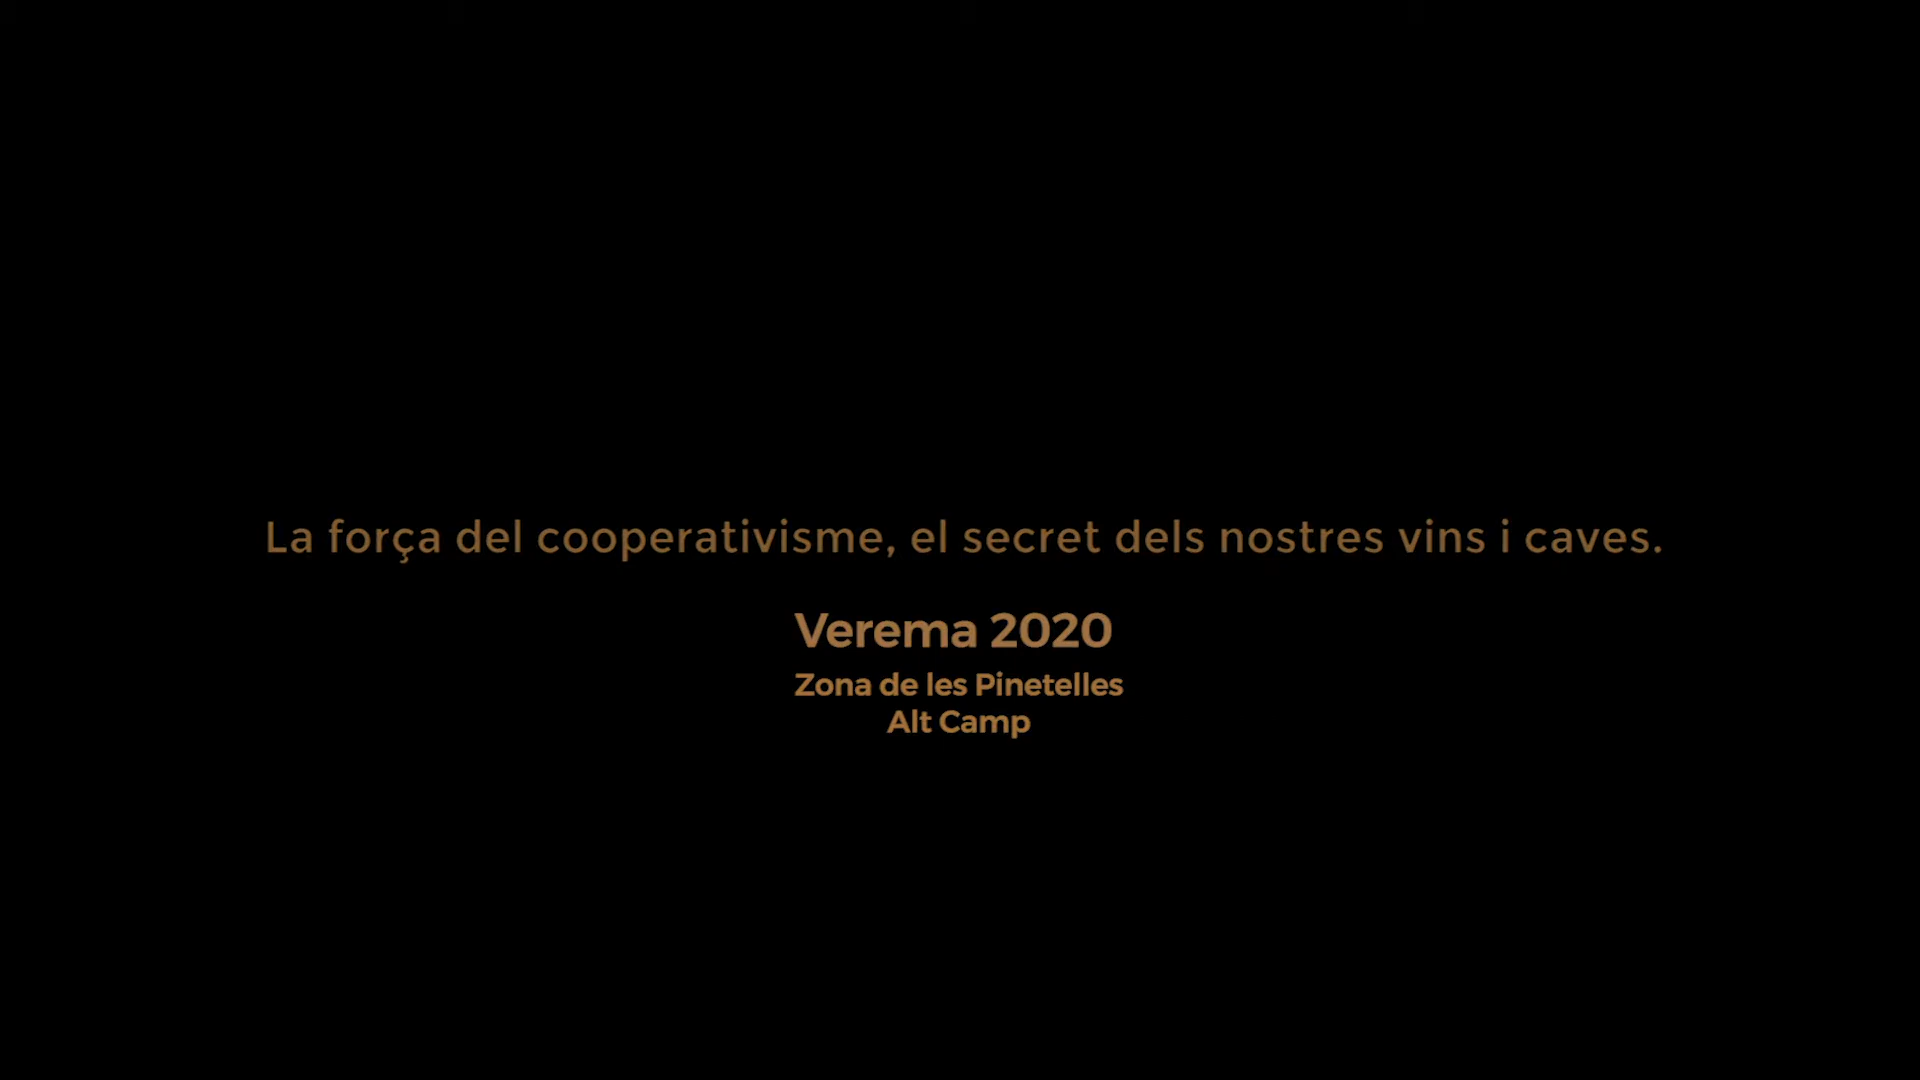 La força del cooperativisme, el secret dels nostres vins i caves.
Verema 2020
Zona de les Pinetelles
Alt Camp